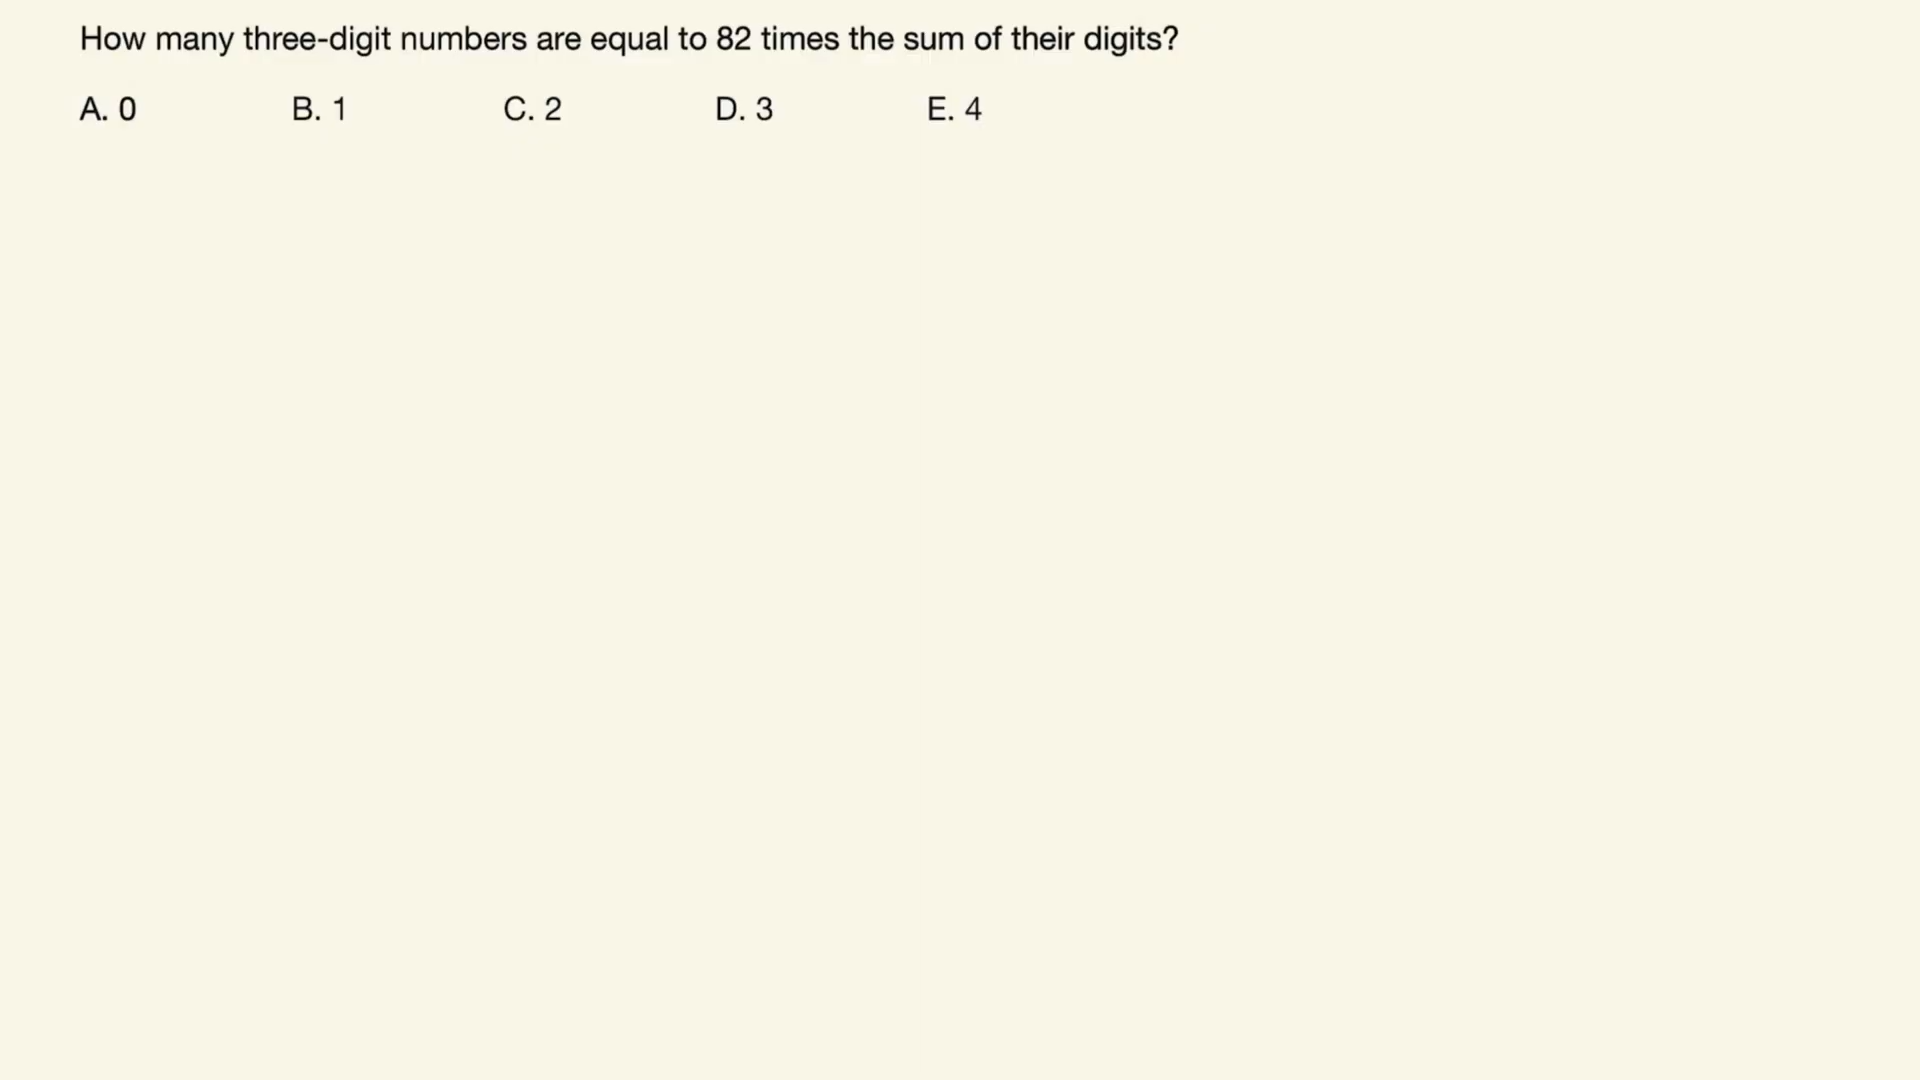 How many three-digit numbers are equal to 82 times the sum of their digits?
A. 0 B. 1 C. 2 D. 3 E. 4